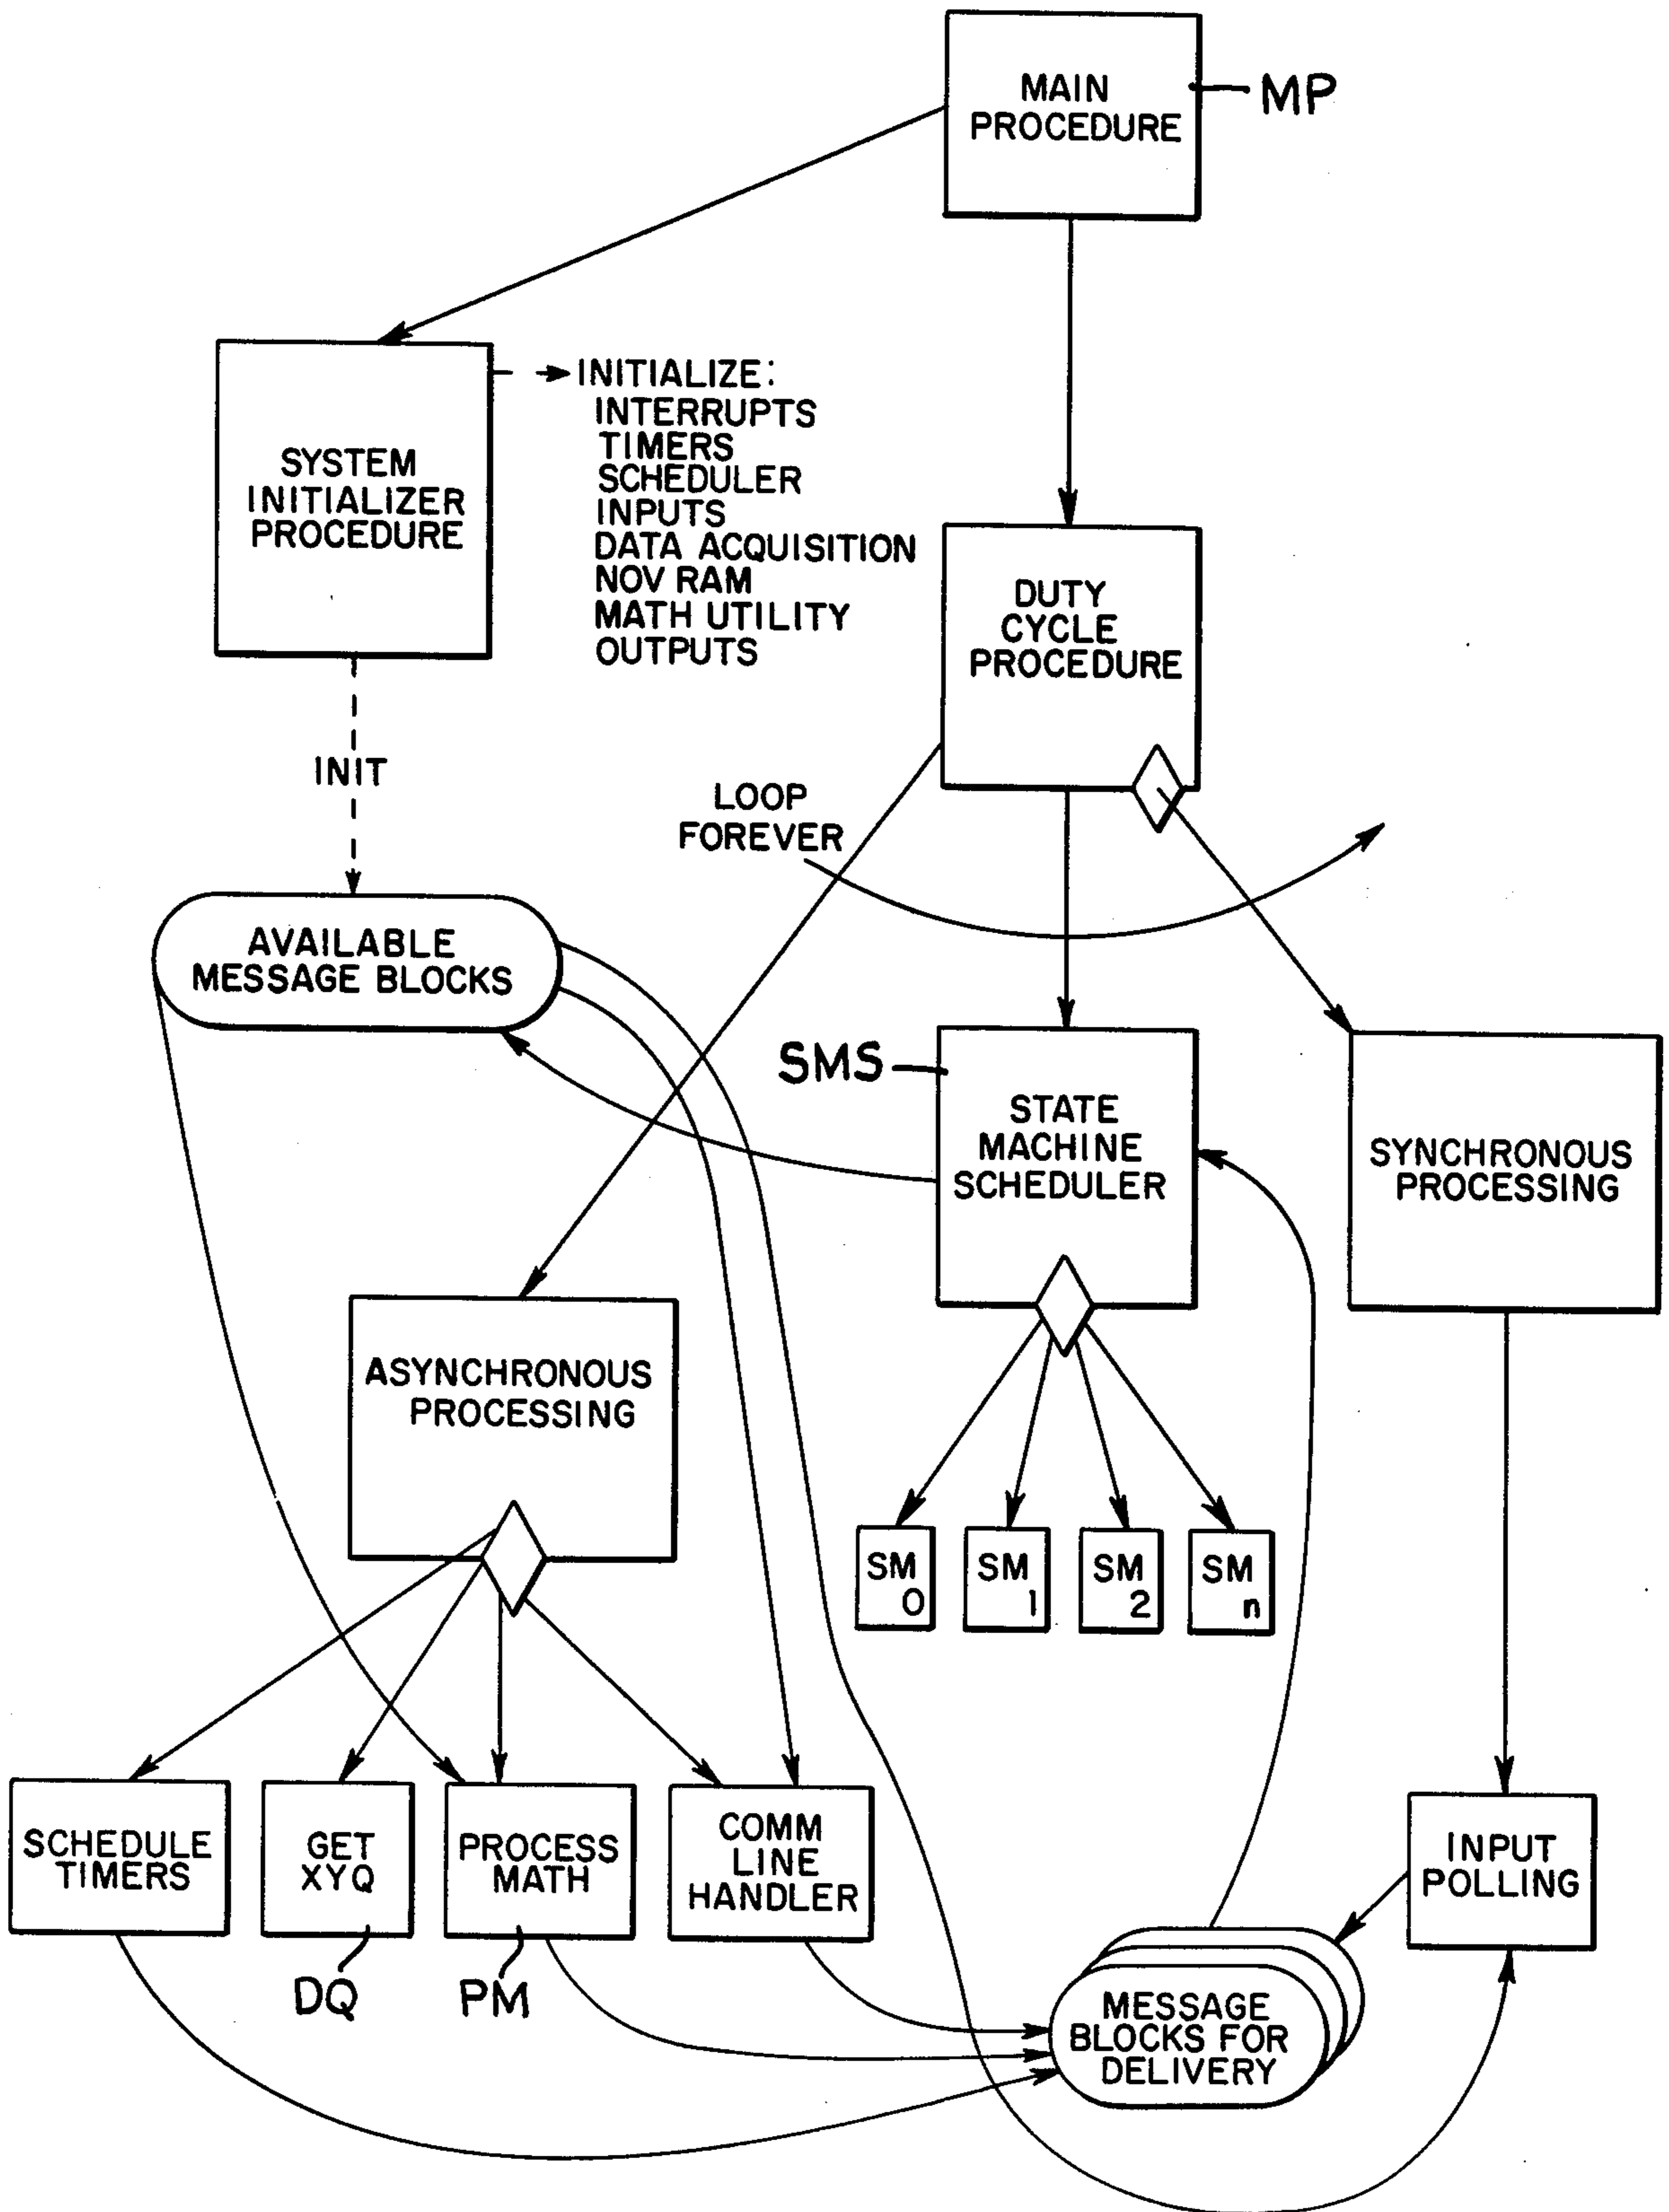 MAIN
PROCEDURE
MP
SYSTEM
INITIALIZER
PROCEDURE
INITIALIZE:
INTERRUPTS
TIMERS
SCHEDULER
INPUTS
DATA ACQUISITION
NOV RAM
MATH UTILITY
OUTPUTS
DUTY
CYCLE
PROCEDURE
INIT
LOOP
FOREVER
AVAILABLE
MESSAGE BLOCKS
SMS
STATE
MACHINE
SCHEDULER
SYNCHRONOUS
PROCESSING
ASYNCHRONOUS
PROCESSING
SM
0
SM
1
SM
2
SM
n
SCHEDULE
TIMERS
GET
XYQ
PROCESS
MATH
COMM
LINE
HANDLER
INPUT
POLLING
DQ
PM
MESSAGE
BLOCKS FOR
DELIVERY